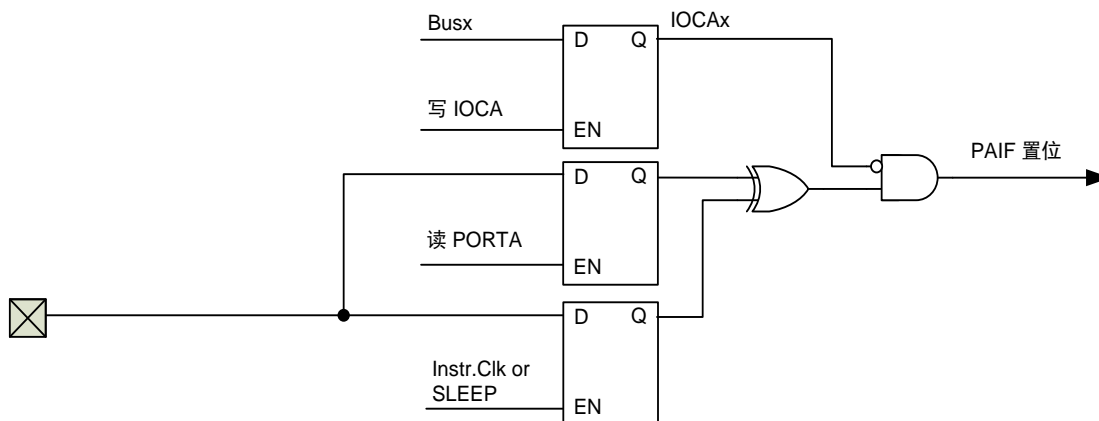 Busx
IOCAx
D Q
写 IOCA
EN
PAIF 置位
D Q
读 PORTA
EN
D Q
Instr.Clk or
SLEEP
EN